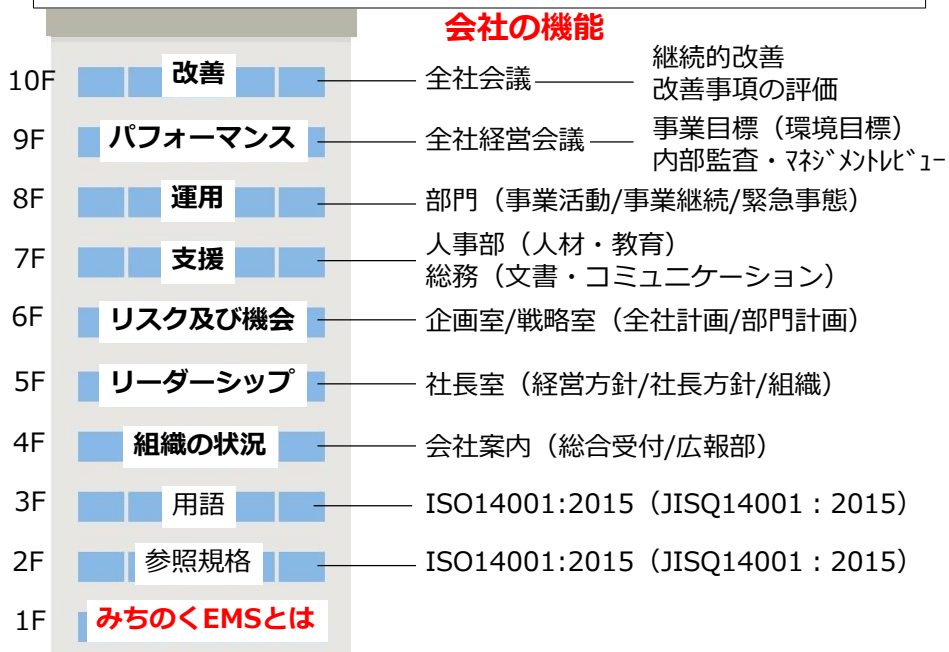 会社の機能
10F 改善 全社会議 継続的改善
改善事項の評価
9F パフォーマンス 全社経営会議 事業目標（環境目標）
内部監査・ﾏﾈｼﾞﾒﾝﾄﾚﾋﾞｭｰ
8F 運用 部門（事業活動/事業継続/緊急事態）
7F 支援 人事部（人材・教育）
総務（文書・コミュニケーション）
6F リスク及び機会 企画室/戦略室（全社計画/部門計画）
5F リーダーシップ 社長室（経営方針/社長方針/組織）
4F 組織の状況 会社案内（総合受付/広報部）
3F 用語 ISO14001:2015（JISQ14001：2015）
2F 参照規格 ISO14001:2015（JISQ14001：2015）
1F みちのくEMSとは